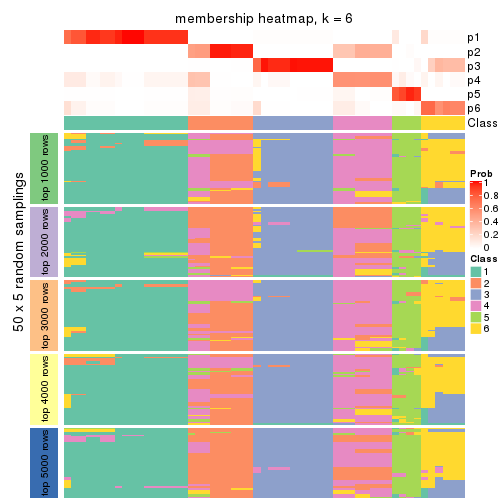 membership heatmap, k = 6
p1
p2
p3
p4
p5
p6
Class
50 x 5 random samplings
top 1000 rows
top 2000 rows
top 3000 rows
top 4000 rows
top 5000 rows
Prob
1
0.8
0.6
0.4
0.2
0
Class
1
2
3
4
5
6